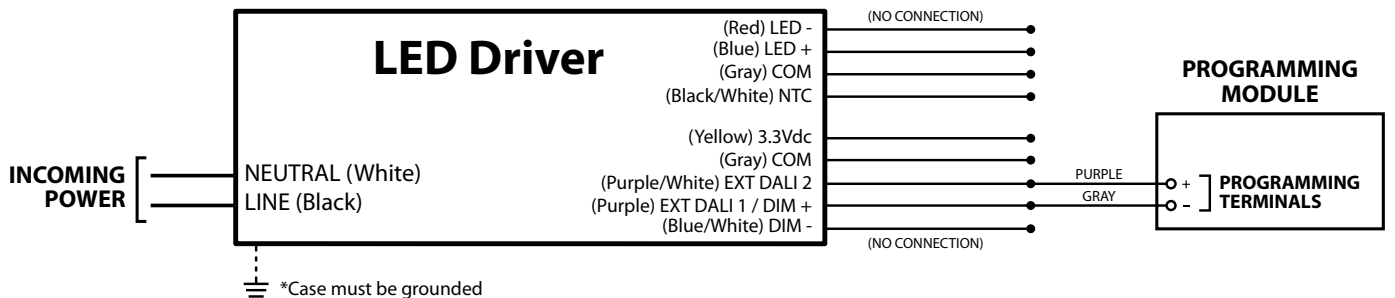 (NO CONNECTION)
LED Driver
(Red) LED -
(Blue) LED +
(Gray) COM
(Black/White) NTC
(Yellow) 3.3Vdc
(Gray) COM
(Purple/White) EXT DALI 2
(Purple) EXT DALI 1 / DIM +
(Blue/White) DIM -
INCOMING
POWER
NEUTRAL (White)
LINE (Black)
*Case must be grounded
(NO CONNECTION)
PURPLE
GRAY
PROGRAMMING
MODULE
+
-
PROGRAMMING
TERMINALS